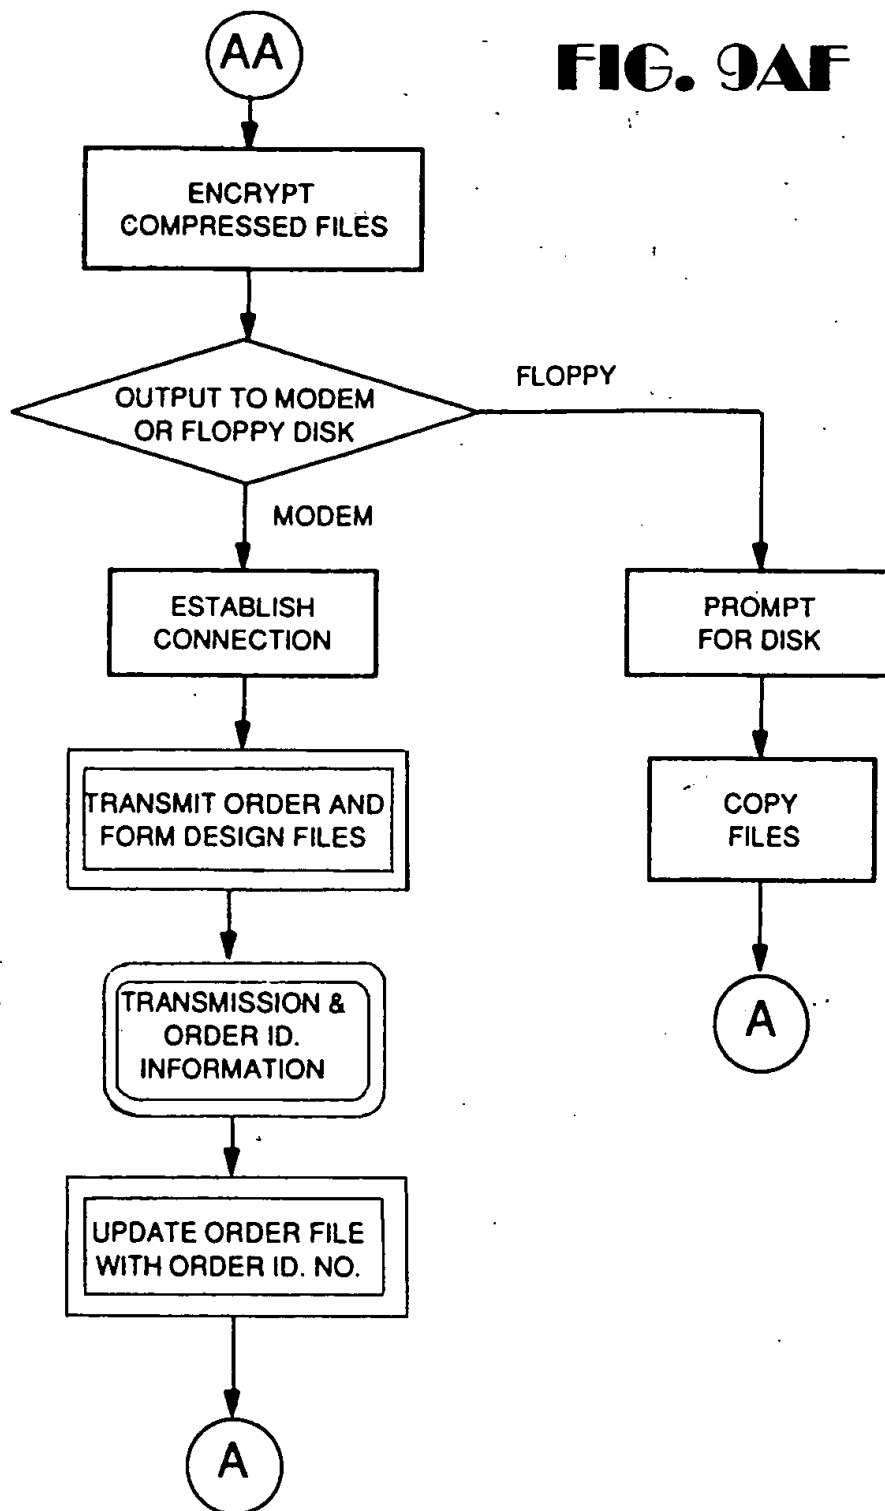 AA
FIG. 9AF
ENCRYPT
COMPRESSED FILES
OUTPUT TO MODEM
OR FLOPPY DISK
FLOPPY
MODEM
ESTABLISH
CONNECTION
PROMPT
FOR DISK
TRANSMIT ORDER AND
FORM DESIGN FILES
COPY
FILES
TRANSMISSION &
ORDER ID.
INFORMATION
A
UPDATE ORDER FILE
WITH ORDER ID. NO.
A